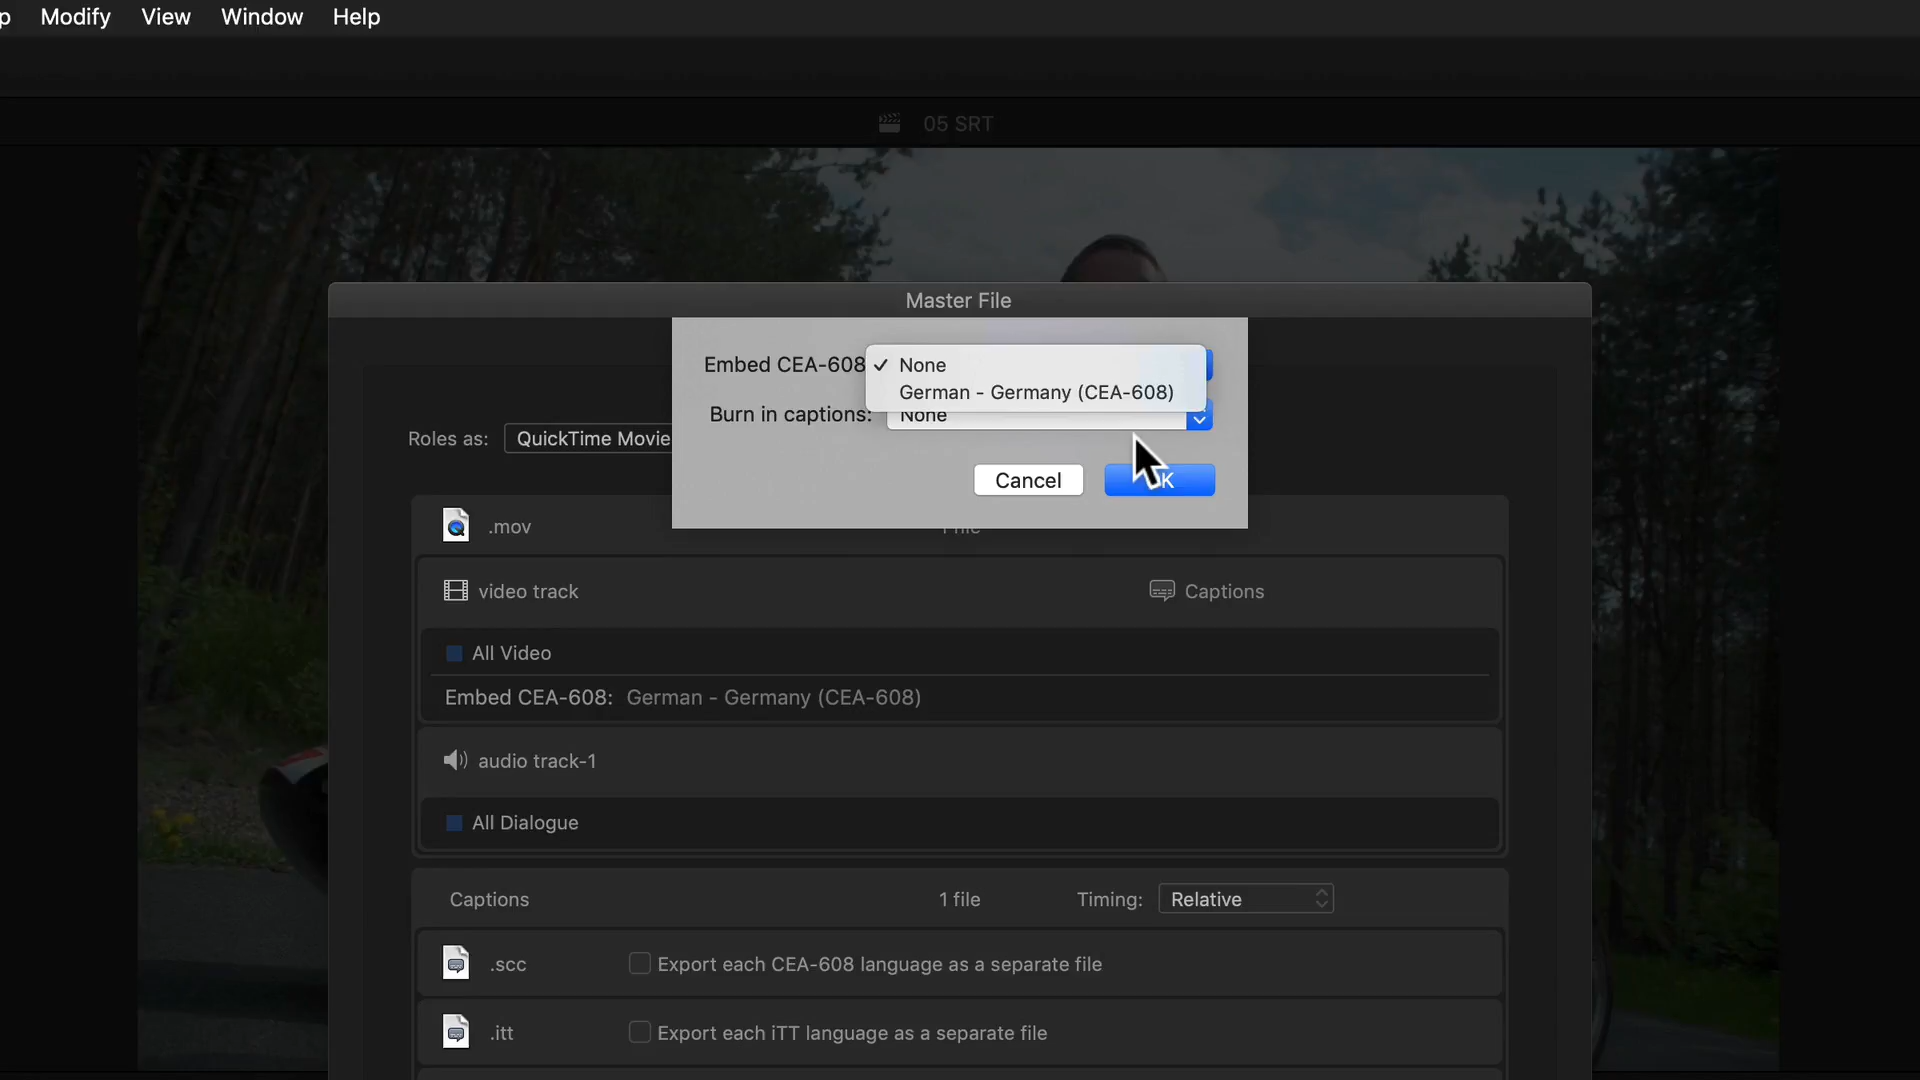 Modify View Window Help
05 SRT
Master File
Embed CEA-608
✓ None
German - Germany (CEA-608)
Burn in captions: None
Roles as: QuickTime Movie
Cancel
.mov
video track
Captions
All Video
Embed CEA-608: German - Germany (CEA-608)
audio track-1
All Dialogue
Captions 1 file Timing: Relative
.scc Export each CEA-608 language as a separate file
.itt Export each iTT language as a separate file